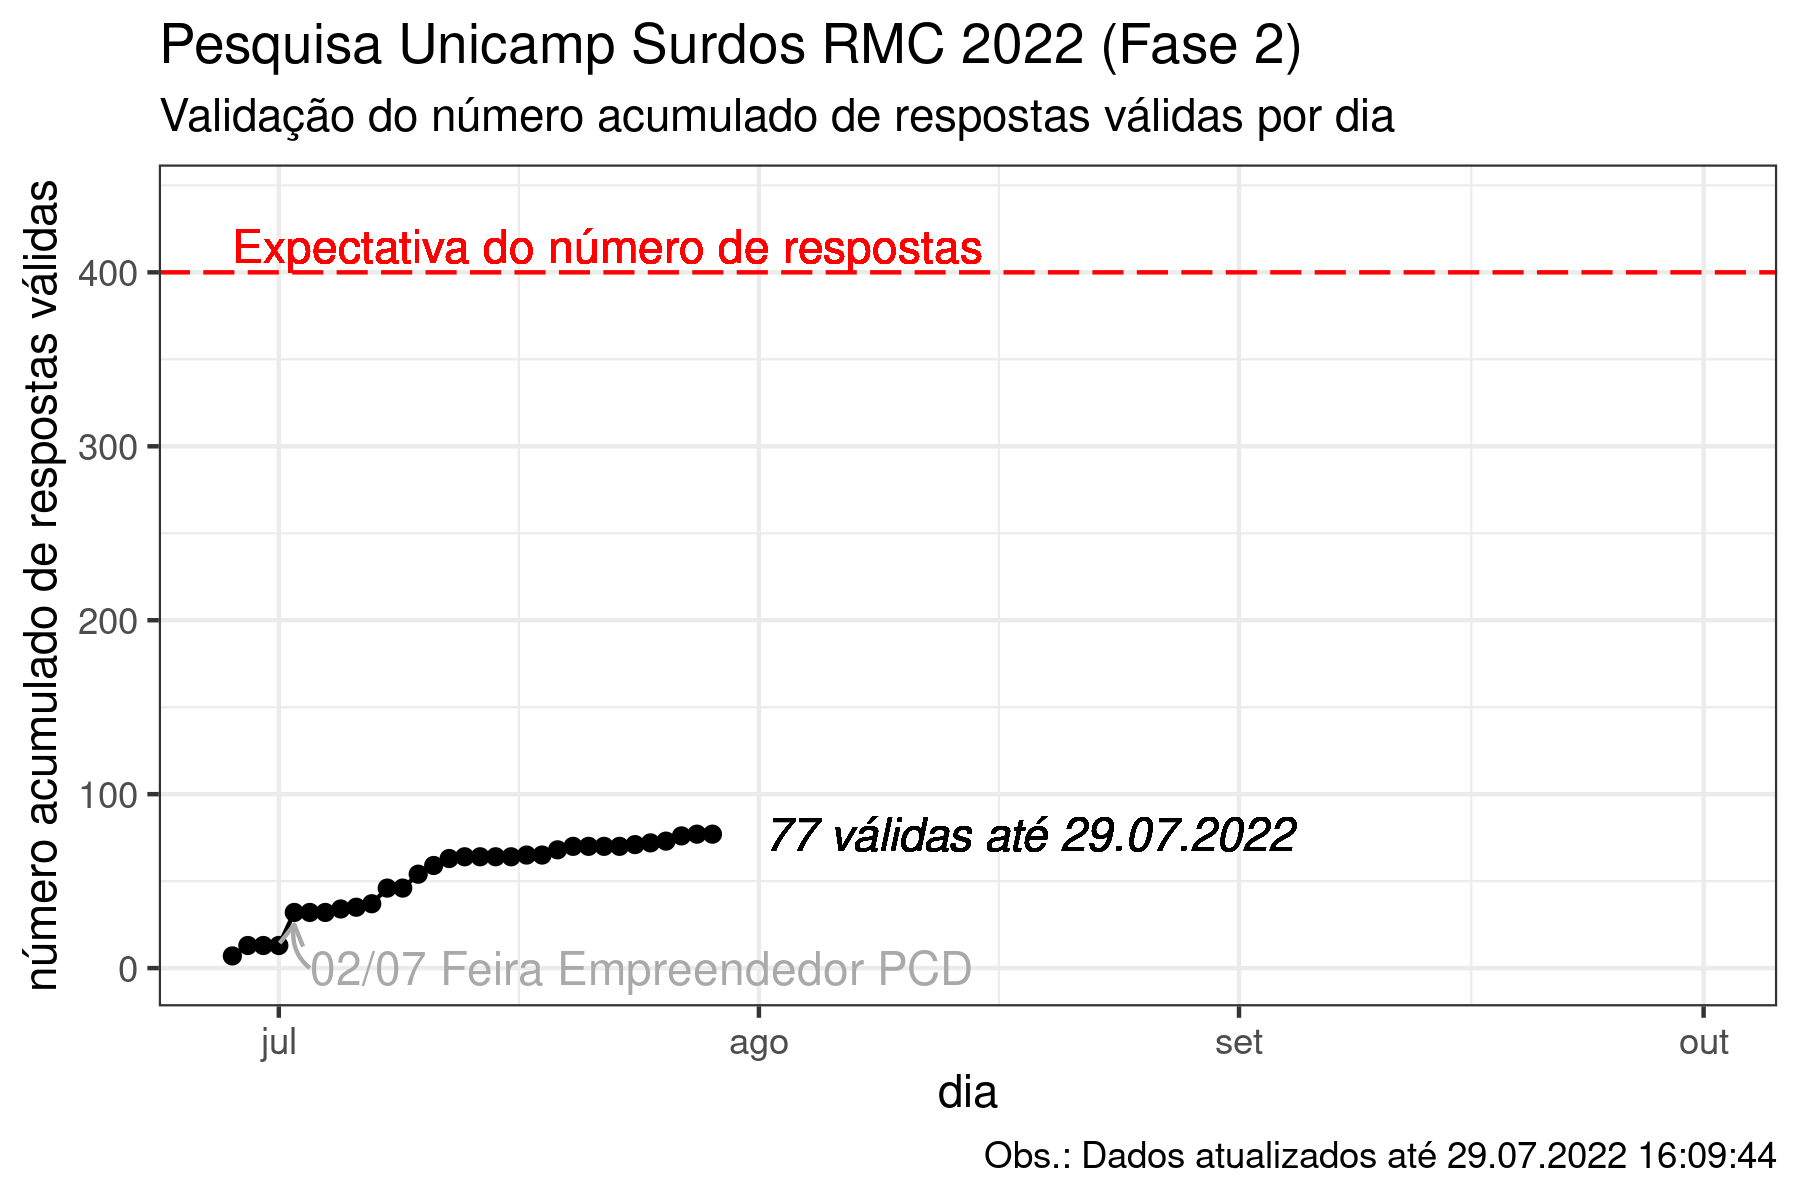 Pesquisa Unicamp Surdos RMC 2022 (Fase 2)
Validação do número acumulado de respostas válidas por dia
número acumulado de respostas válidas
400
300
200
100
0
Expectativa do número de respostas
77 válidas até 29.07.2022
02/07 Feira Empreendedor PCD
jul
ago
set
out
dia
Obs.: Dados atualizados até 29.07.2022 16:09:44